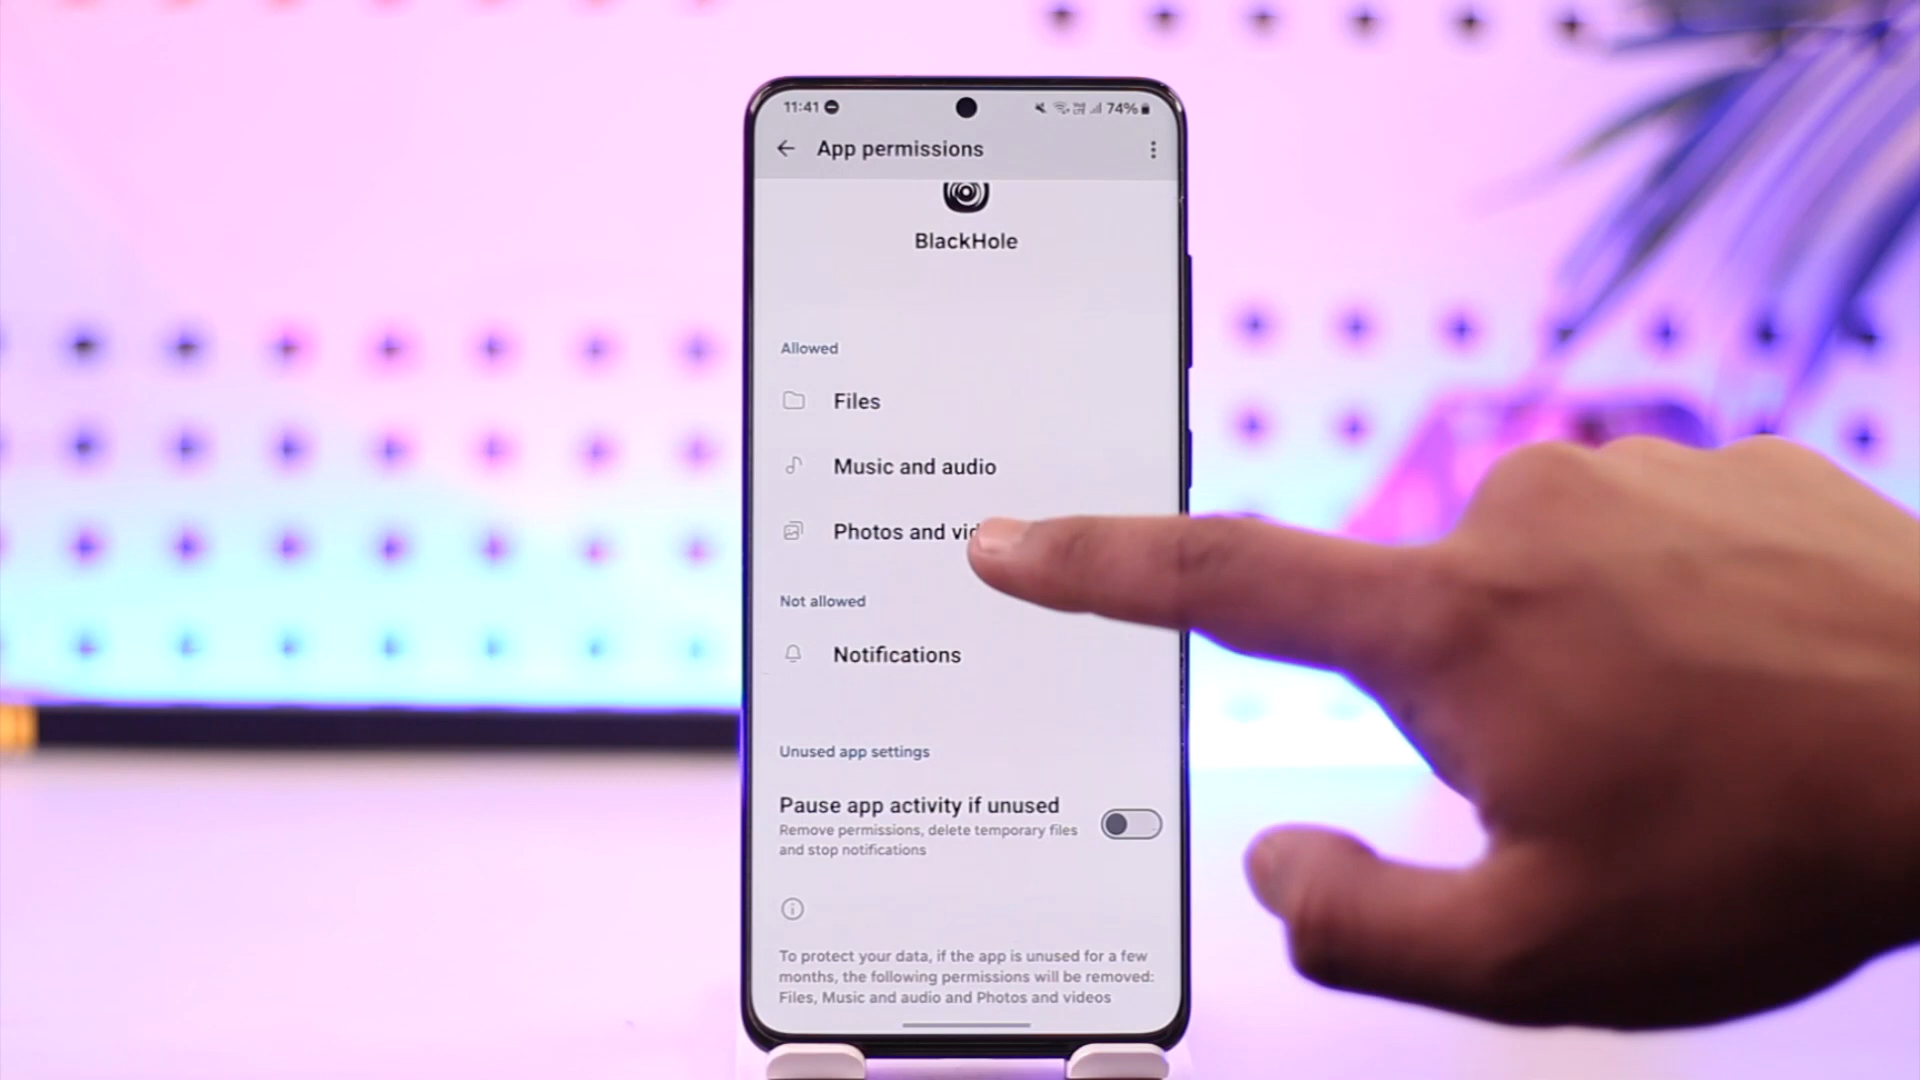 11:41
74%
App permissions
BlackHole
Allowed
Files
Music and audio
Photos and
Not allowed
Notifications
Unused app settings
Pause app activity if unused
Remove permissions, delete temporary files
and stop notifications
To protect your data, if the app is unused for a few
months, the following permissions will be removed:
Files, Music and audio and Photos and videos